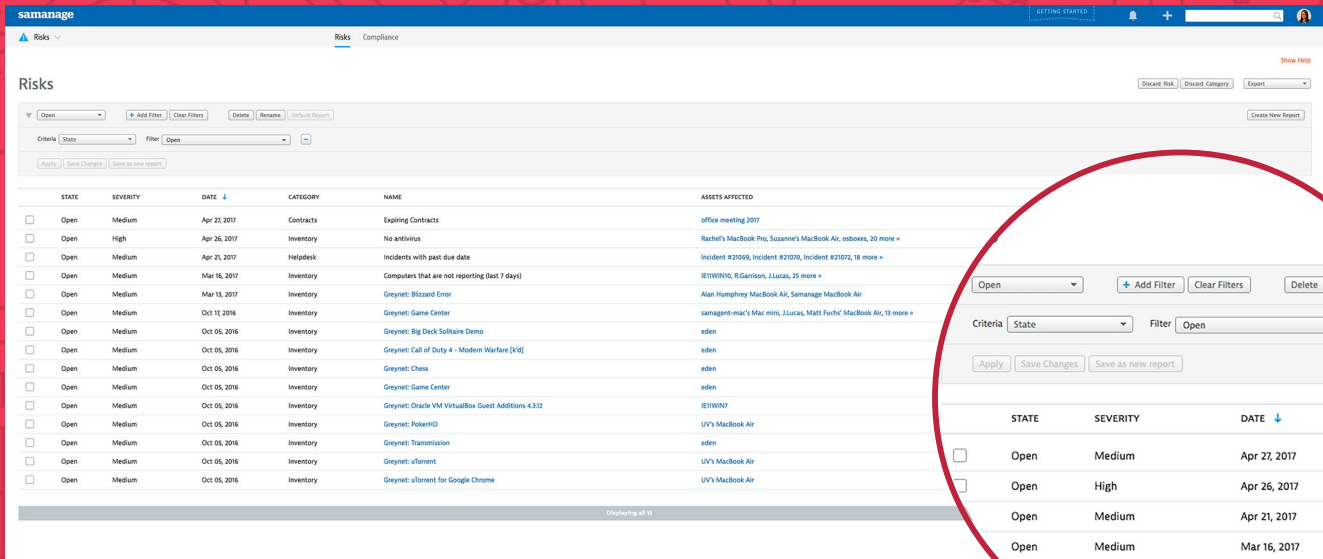 samanage GETTING STARTED
Risks Risks Compliance
Show Help
Risks Discard Risk Discard Category Export
Open + Add Filter Clear Filters Delete Rename Default Report Create New Report
Criteria State Filter Open
Apply Save Changes Save as new report
STATE SEVERITY DATE CATEGORY NAME ASSETS AFFECTED
Open Medium Apr 27, 2017 Contracts Expiring Contracts office meeting 2017
Open High Apr 26, 2017 Inventory No antivirus Rachel's MacBook Pro, Suzanne's MacBook Air, osboxes, 20 more »
Open Medium Apr 21, 2017 Helpdesk Incidents with past due date Incident #21069, Incident #21070, Incident #21072, 18 more »
Open Medium Mar 16, 2017 Inventory Computers that are not reporting (last 7 days) IE11WIN10, R.Garrison, J.Lucas, 25 more »
Open Medium Mar 13, 2017 Inventory Greynet: Blizzard Error Alan Humphrey MacBook Air, Samanage MacBook Air
Open Medium Oct 17, 2016 Inventory Greynet: Game Center samagent-mac's Mac mini, J.Lucas, Matt Fuchs' MacBook Air, 13 more »
Open Medium Oct 05, 2016 Inventory Greynet: Big Deck Solitaire Demo eden
Open Medium Oct 05, 2016 Inventory Greynet: Call of Duty 4 - Modern Warfare [k'd] eden
Open Medium Oct 05, 2016 Inventory Greynet: Chess eden
Open Medium Oct 05, 2016 Inventory Greynet: Game Center eden
Open Medium Oct 05, 2016 Inventory Greynet: Oracle VM VirtualBox Guest Additions 4.3.12 IE11WIN7
Open Medium Oct 05, 2016 Inventory Greynet: PokerHD UV's MacBook Air
Open Medium Oct 05, 2016 Inventory Greynet: Transmission eden
Open Medium Oct 05, 2016 Inventory Greynet: uTorrent UV's MacBook Air
Open Medium Oct 05, 2016 Inventory Greynet: uTorrent for Google Chrome UV's MacBook Air
Displaying all 15
Open + Add Filter Clear Filters Delete
Criteria State Filter Open
Apply Save Changes Save as new report
STATE SEVERITY DATE
Open Medium Apr 27, 2017
Open High Apr 26, 2017
Open Medium Apr 21, 2017
Open Medium Mar 16, 2017